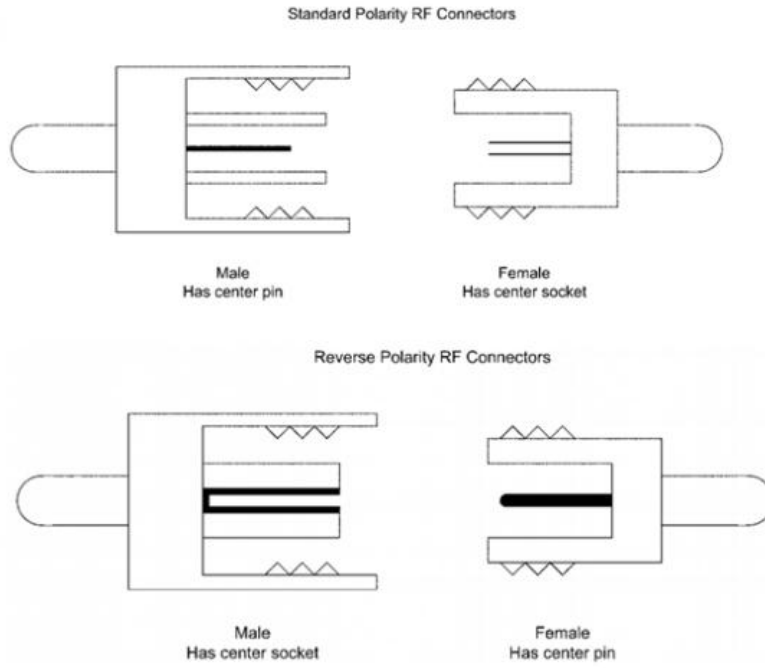 Standard Polarity RF Connectors
Male
Has center pin
Female
Has center socket
Reverse Polarity RF Connectors
Male
Has center socket
Female
Has center pin